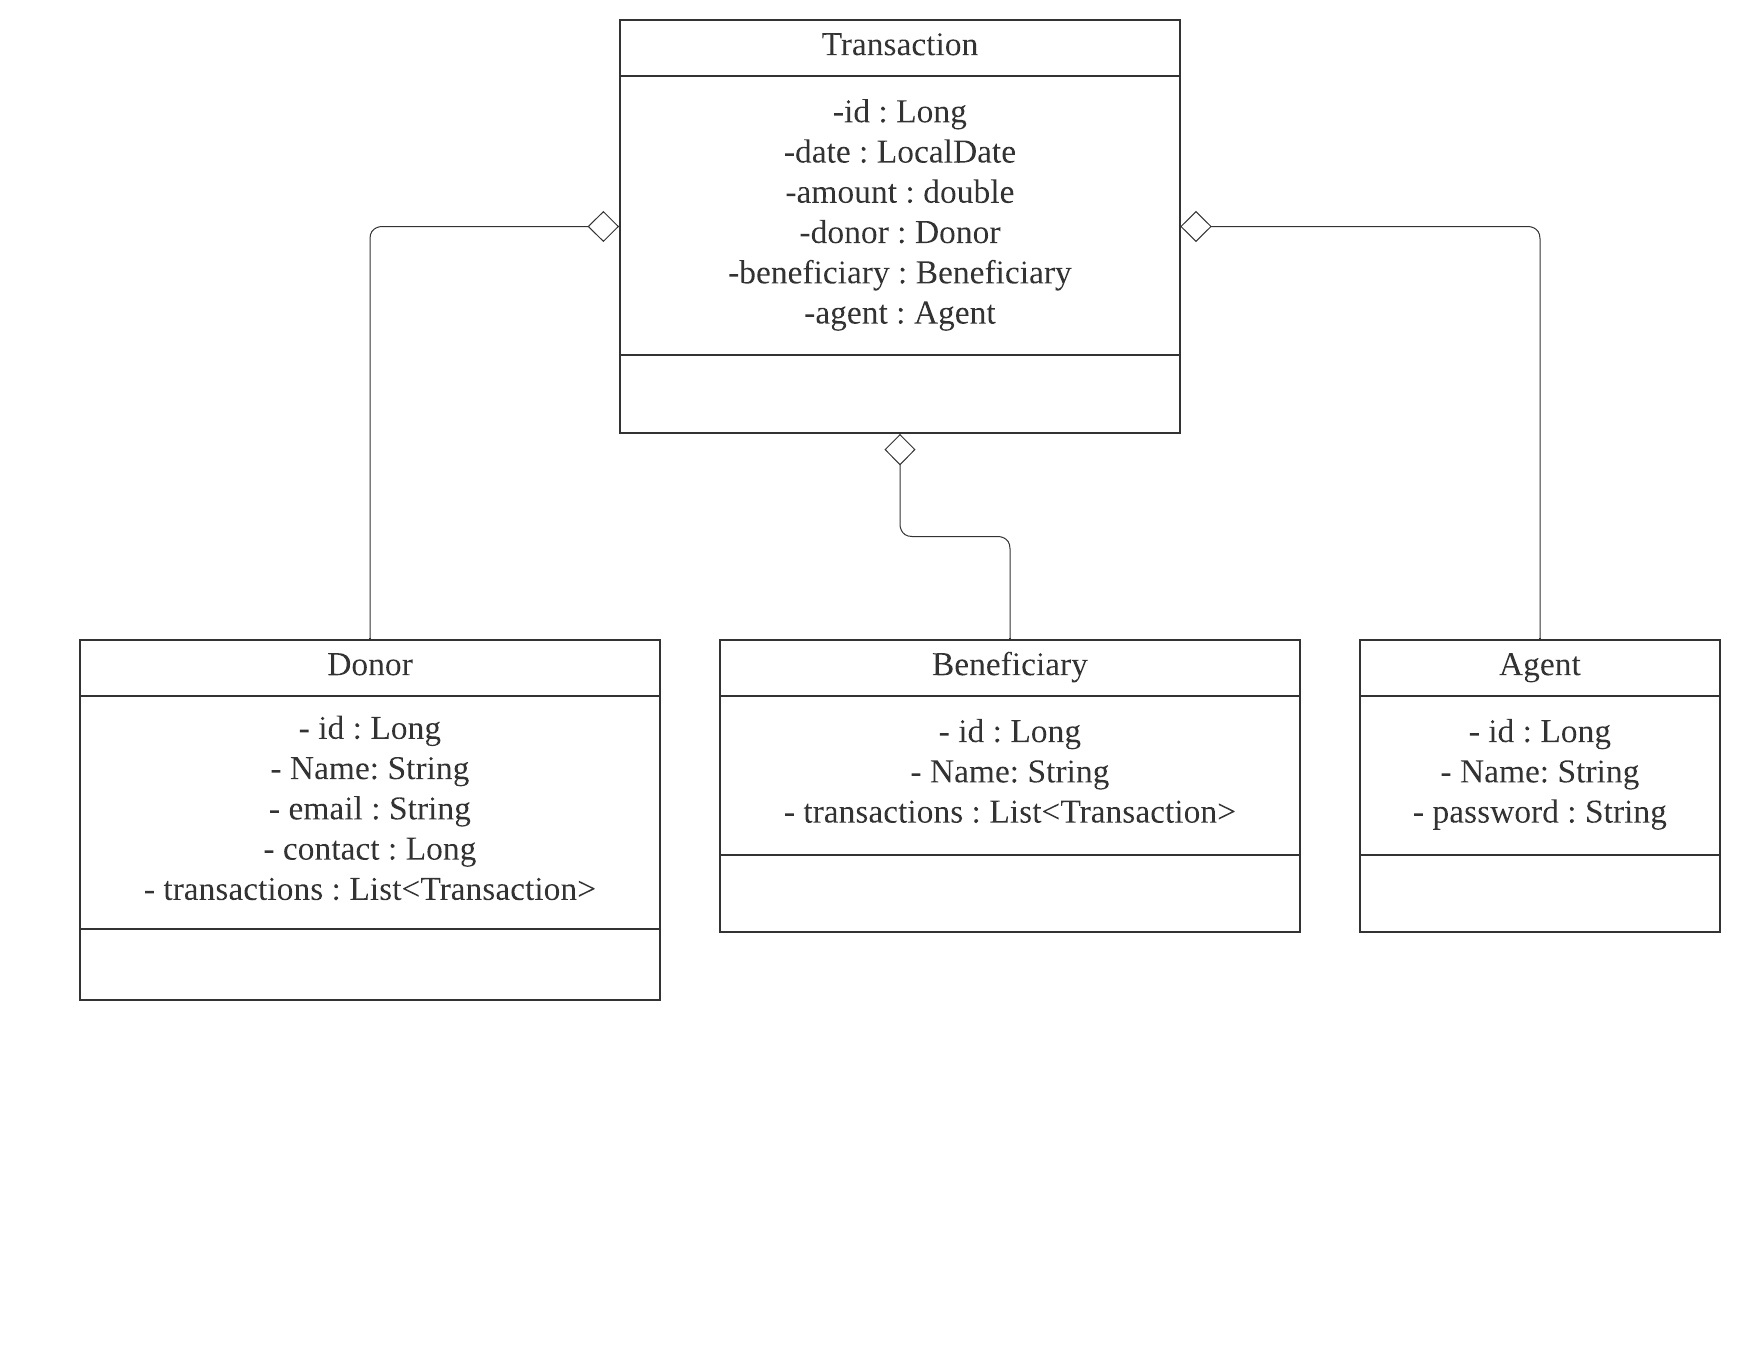 Transaction
-id : Long
-date : LocalDate
-amount : double
-donor : Donor
-beneficiary : Beneficiary
-agent : Agent
Donor
- id : Long
- Name: String
- email : String
- contact : Long
- transactions : List<Transaction>
Beneficiary
- id : Long
- Name: String
- transactions : List<Transaction>
Agent
- id : Long
- Name: String
- password : String